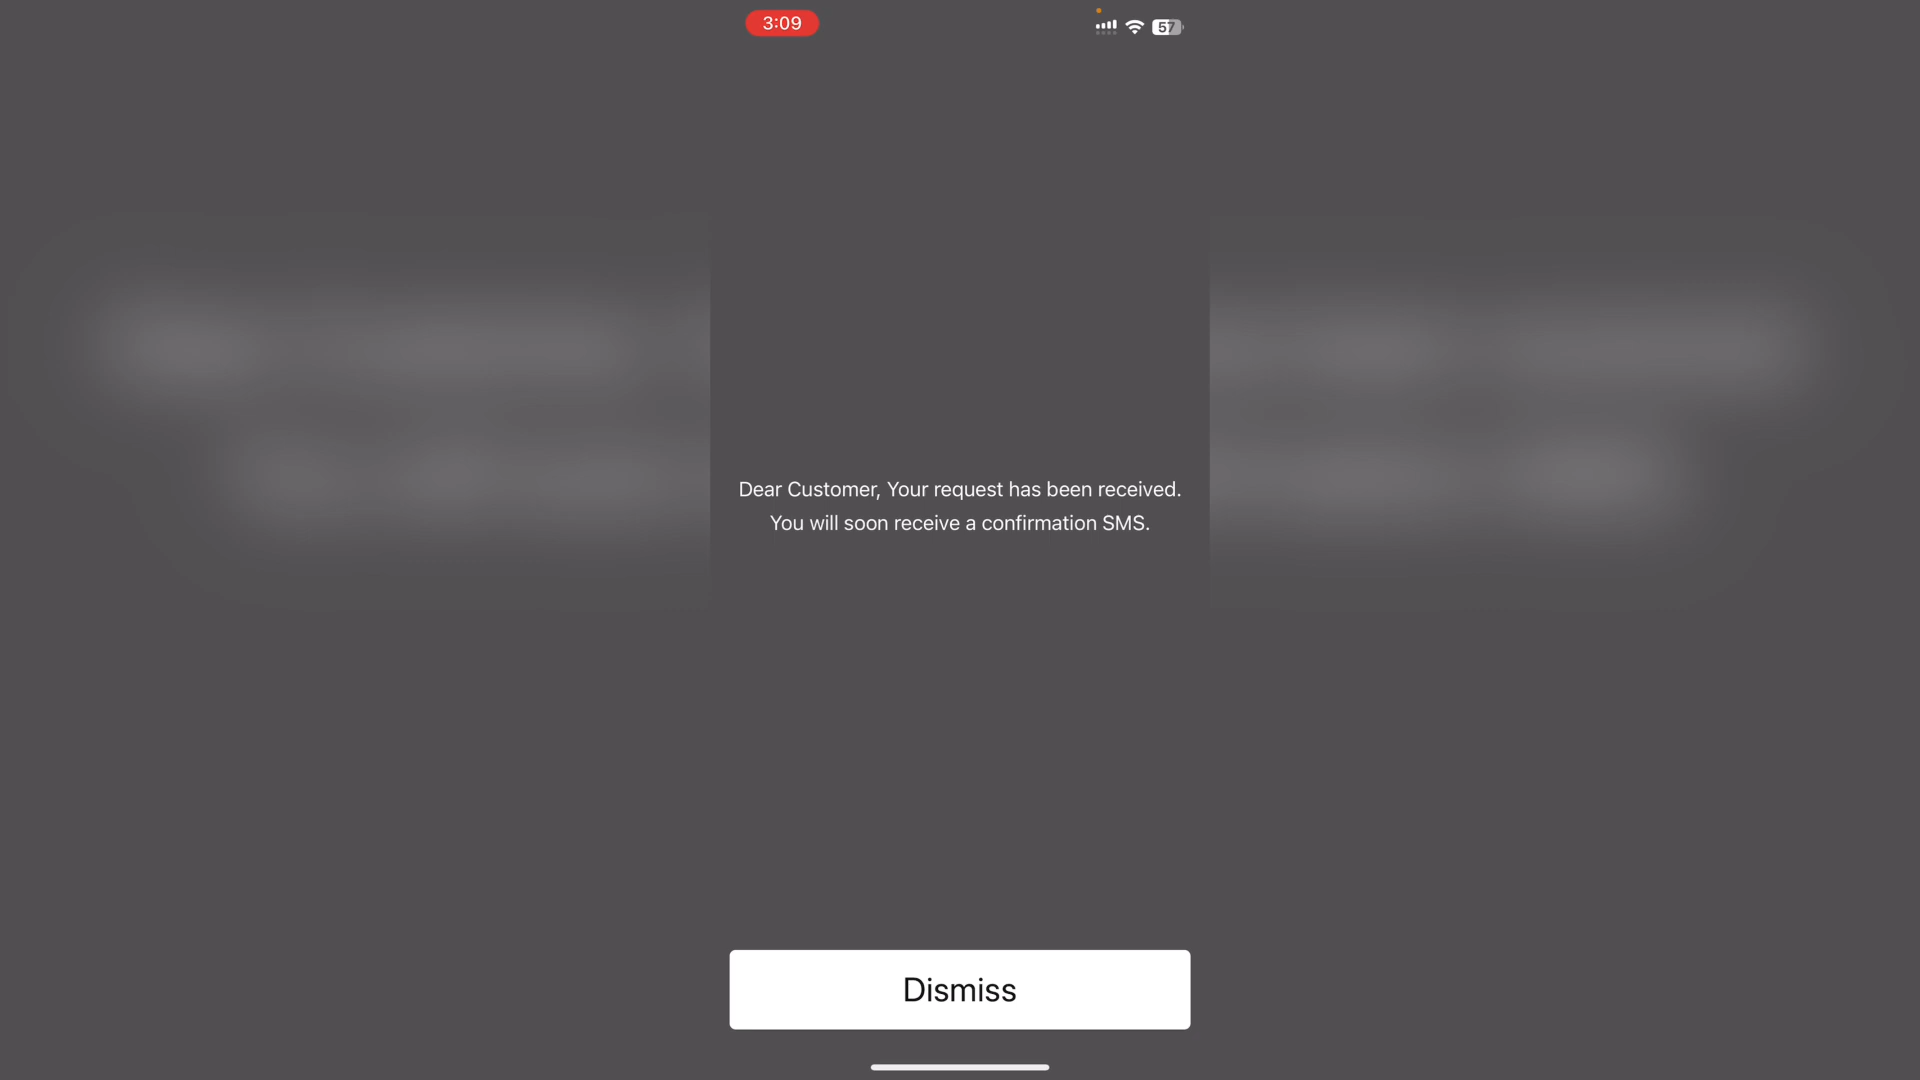 3:09
57
Dear Customer, Your request has been received.
You will soon receive a confirmation SMS.
Dismiss